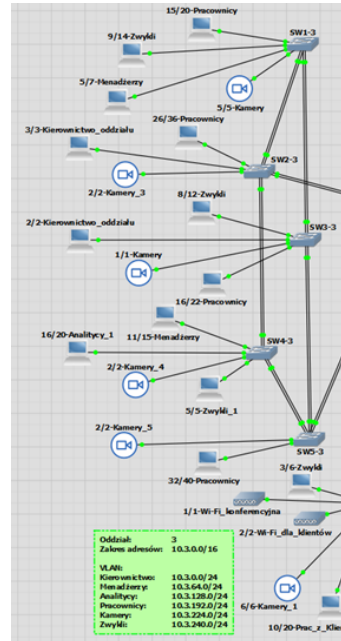 15/20-Pracownicy
SW1-3
9/14-Zwykli
5/7-Menadżerzy
5/5-Kamery
26/36-Pracownicy
3/3-Kierownictwo_oddziału
SW2-3
2/2-Kamery_3
8/12-Zwykli
2/2-Kierownictwo_oddziału
SW3-3
1/1-Kamery
16/22-Pracownicy
11/15-Menadżerzy
16/20-Analitycy_1
SW4-3
2/2-Kamery_4
5/5-Zwykli_1
2/2-Kamery_5
SW5-3
32/40-Pracownicy
3/6-Zwykli
1/1-Wi-Fi_konferencyjna
2/2-Wi-Fi_dla_klientów
6/6-Kamery_1
10/20-Prac_z_Klie
Oddział: 3
Zakres adresów: 10.3.0.0/16
VLAN:
Kierownictwo: 10.3.0.0/24
Menadżerzy: 10.3.64.0/24
Analitycy: 10.3.128.0/24
Pracownicy: 10.3.192.0/24
Kamery: 10.3.224.0/24
Zwykli: 10.3.240.0/24